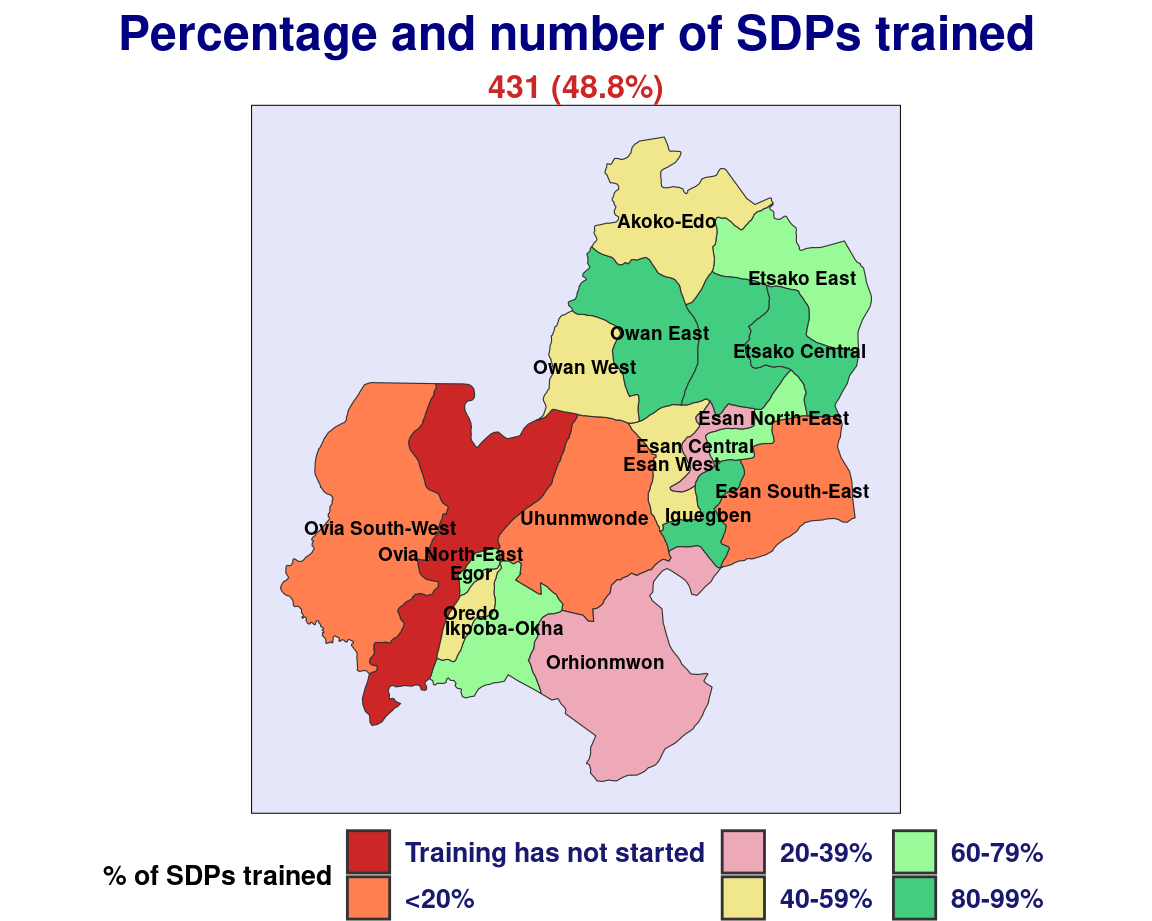 Percentage and number of SDPs trained
431 (48.8%)
Akoko-Edo
Etsako East
Owan East
Etsako Central
Owan West
Esan North-East
Esan Central
Esan West
Esan South-East
Iguegben
Uhunmwonde
Ovia South-West
Ovia North-East
Egor
Oredo
Ikpoba-Okha
Orhionmwon
% of SDPs trained
Training has not started
<20%
20-39%
40-59%
60-79%
80-99%